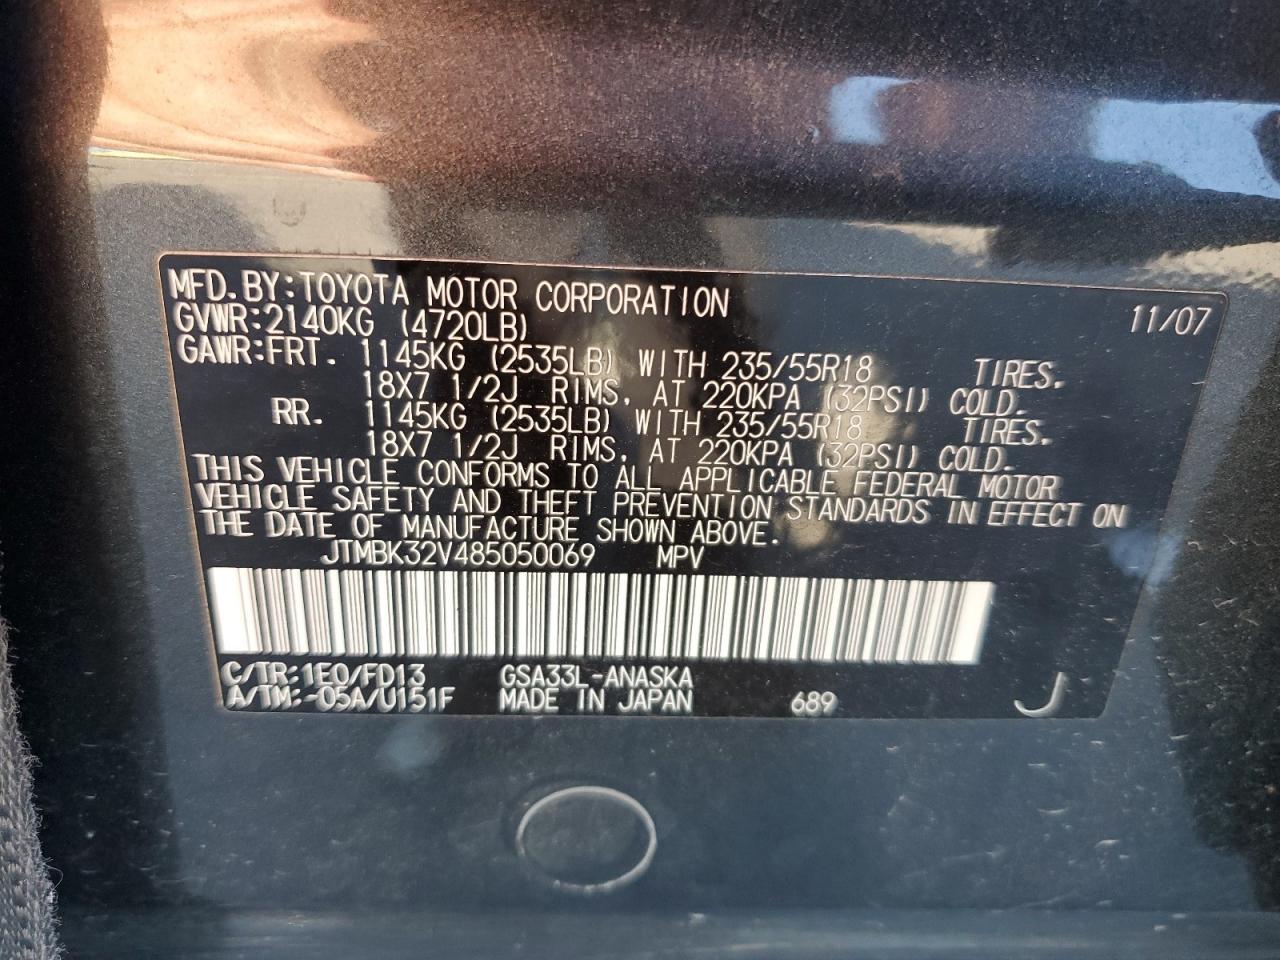 MFD. BY: TOYOTA MOTOR CORPORATION 11/07
GVWR: 2140KG (4720LB)
GAWR: FRT. 1145KG (2535LB) WITH 235/55R18 TIRES.
18X7 1/2J RIMS, AT 220KPA (32PSI) COLD.
RR. 1145KG (2535LB) WITH 235/55R18 TIRES.
18X7 1/2J RIMS, AT 220KPA (32PSI) COLD.
THIS VEHICLE CONFORMS TO ALL APPLICABLE FEDERAL MOTOR
VEHICLE SAFETY AND THEFT PREVENTION STANDARDS IN EFFECT ON
THE DATE OF MANUFACTURE SHOWN ABOVE.
JTMBK32V485050069 MPV
C/TR: 1E0/FD13 GSA33L-ANASKA
A/TM: -05A/U151F MADE IN JAPAN 689 J